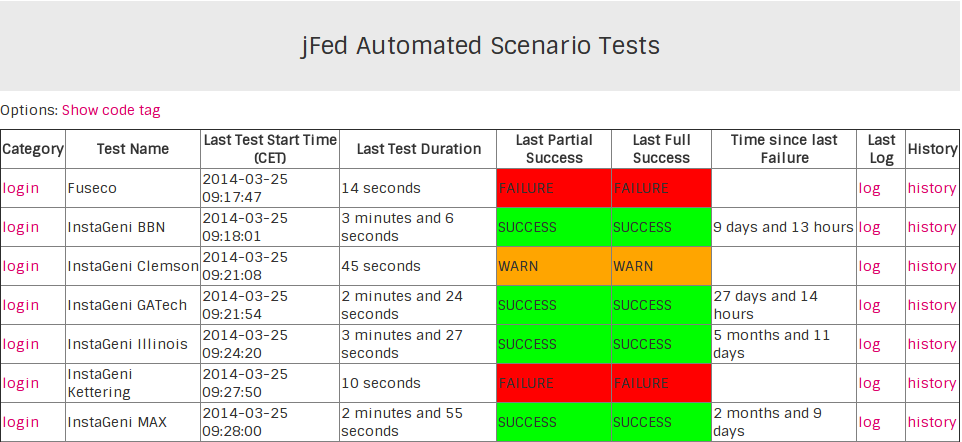 jFed Automated Scenario Tests
Options: Show code tag
Category Test Name Last Test Start Time (CET) Last Test Duration Last Partial Success Last Full Success Time since last Failure Last Log History
login Fuseco 2014-03-25 09:17:47 14 seconds FAILURE FAILURE log history
login InstaGeni BBN 2014-03-25 09:18:01 3 minutes and 6 seconds SUCCESS SUCCESS 9 days and 13 hours log history
login InstaGeni Clemson 2014-03-25 09:21:08 45 seconds WARN WARN log history
login InstaGeni GATech 2014-03-25 09:21:54 2 minutes and 24 seconds SUCCESS SUCCESS 27 days and 14 hours log history
login InstaGeni Illinois 2014-03-25 09:24:20 3 minutes and 27 seconds SUCCESS SUCCESS 5 months and 11 days log history
login InstaGeni Kettering 2014-03-25 09:27:50 10 seconds FAILURE FAILURE log history
login InstaGeni MAX 2014-03-25 09:28:00 2 minutes and 55 seconds SUCCESS SUCCESS 2 months and 9 days log history